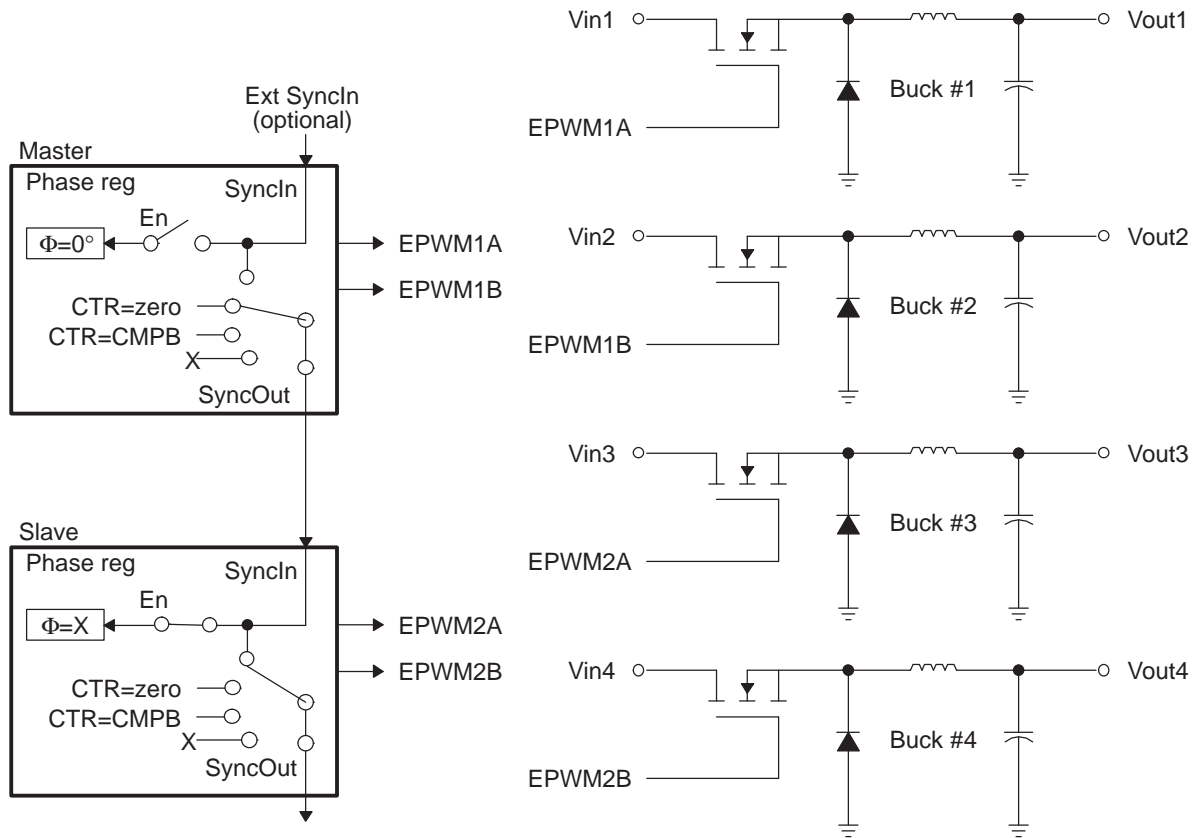 Ext SyncIn
(optional)
Master
Phase reg
SyncIn
En
Φ=0°
EPWM1A
EPWM1B
CTR=zero
CTR=CMPB
X
SyncOut
Slave
Phase reg
SyncIn
En
Φ=X
EPWM2A
EPWM2B
CTR=zero
CTR=CMPB
X
SyncOut
Vin1
Vout1
Buck #1
EPWM1A
Vin2
Vout2
Buck #2
EPWM1B
Vin3
Vout3
Buck #3
EPWM2A
Vin4
Vout4
Buck #4
EPWM2B